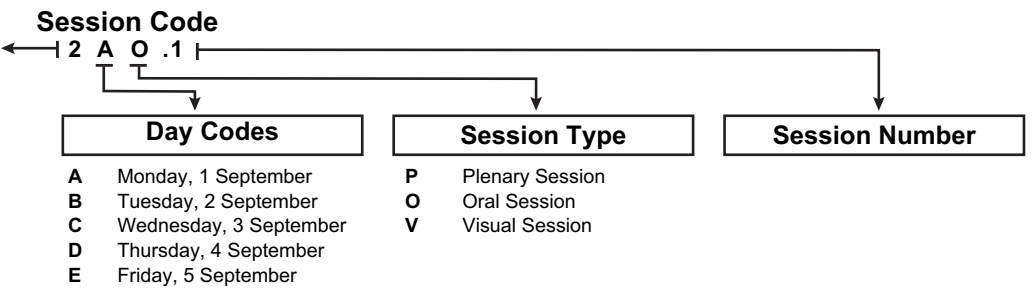 Session Code
2 A O .1
Day Codes
A Monday, 1 September
B Tuesday, 2 September
C Wednesday, 3 September
D Thursday, 4 September
E Friday, 5 September
Session Type
P Plenary Session
O Oral Session
V Visual Session
Session Number